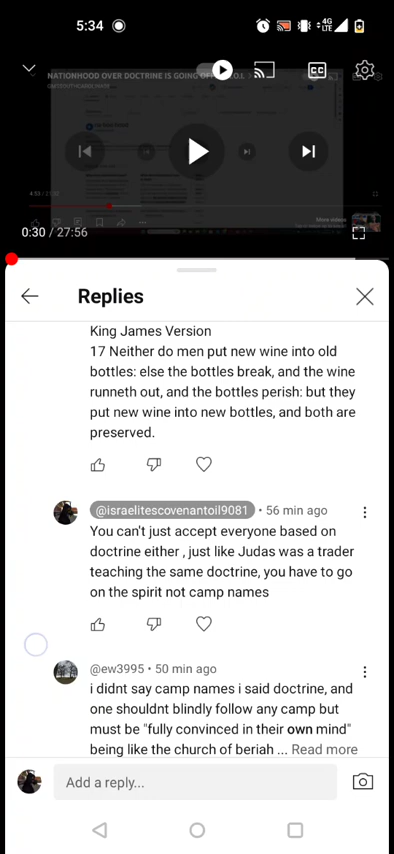 5:34
4G
LTE
NATIONHOOD OVER DOCTRINE IS GOING OFF
CC
4:53
More videos
0:30 / 27:56
Replies
King James Version
17 Neither do men put new wine into old
bottles: else the bottles break, and the wine
runneth out, and the bottles perish: but they
put new wine into new bottles, and both are
preserved.
@israelitescovenantoil9081 • 56 min ago
You can't just accept everyone based on
doctrine either , just like Judas was a trader
teaching the same doctrine, you have to go
on the spirit not camp names
@ew3995 • 50 min ago
i didnt say camp names i said doctrine, and
one shouldnt blindly follow any camp but
must be "fully convinced in their own mind"
being like the church of beriah ... Read more
Add a reply...